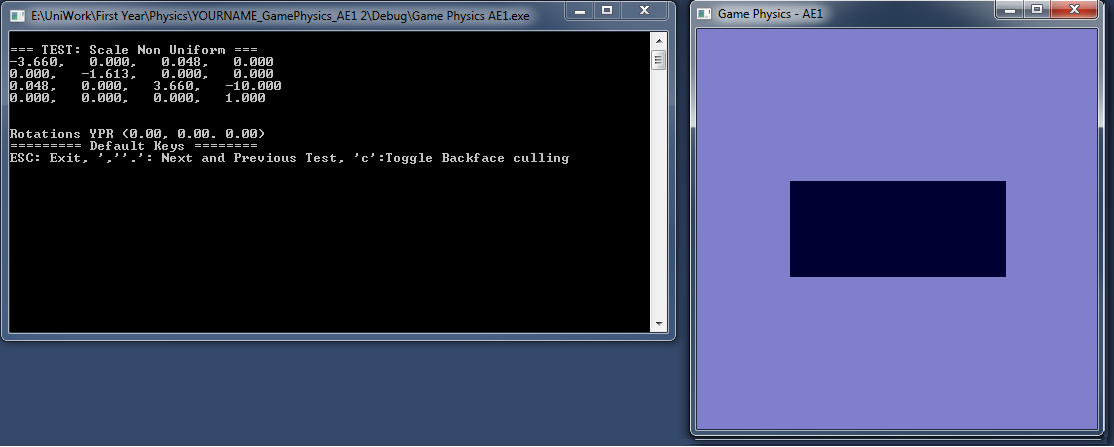 E:\UniWork\First Year\Physics\YOURNAME_GamePhysics_AE1 2\Debug\Game Physics AE1.exe
=== TEST: Scale Non Uniform ===
-3.660, 0.000, 0.048, 0.000
0.000, -1.613, 0.000, 0.000
0.048, 0.000, 3.660, -10.000
0.000, 0.000, 0.000, 1.000
Rotations YPR (0.00, 0.00. 0.00)
========= Default Keys ========
ESC: Exit, ',''.': Next and Previous Test, 'c':Toggle Backface culling
Game Physics - AE1